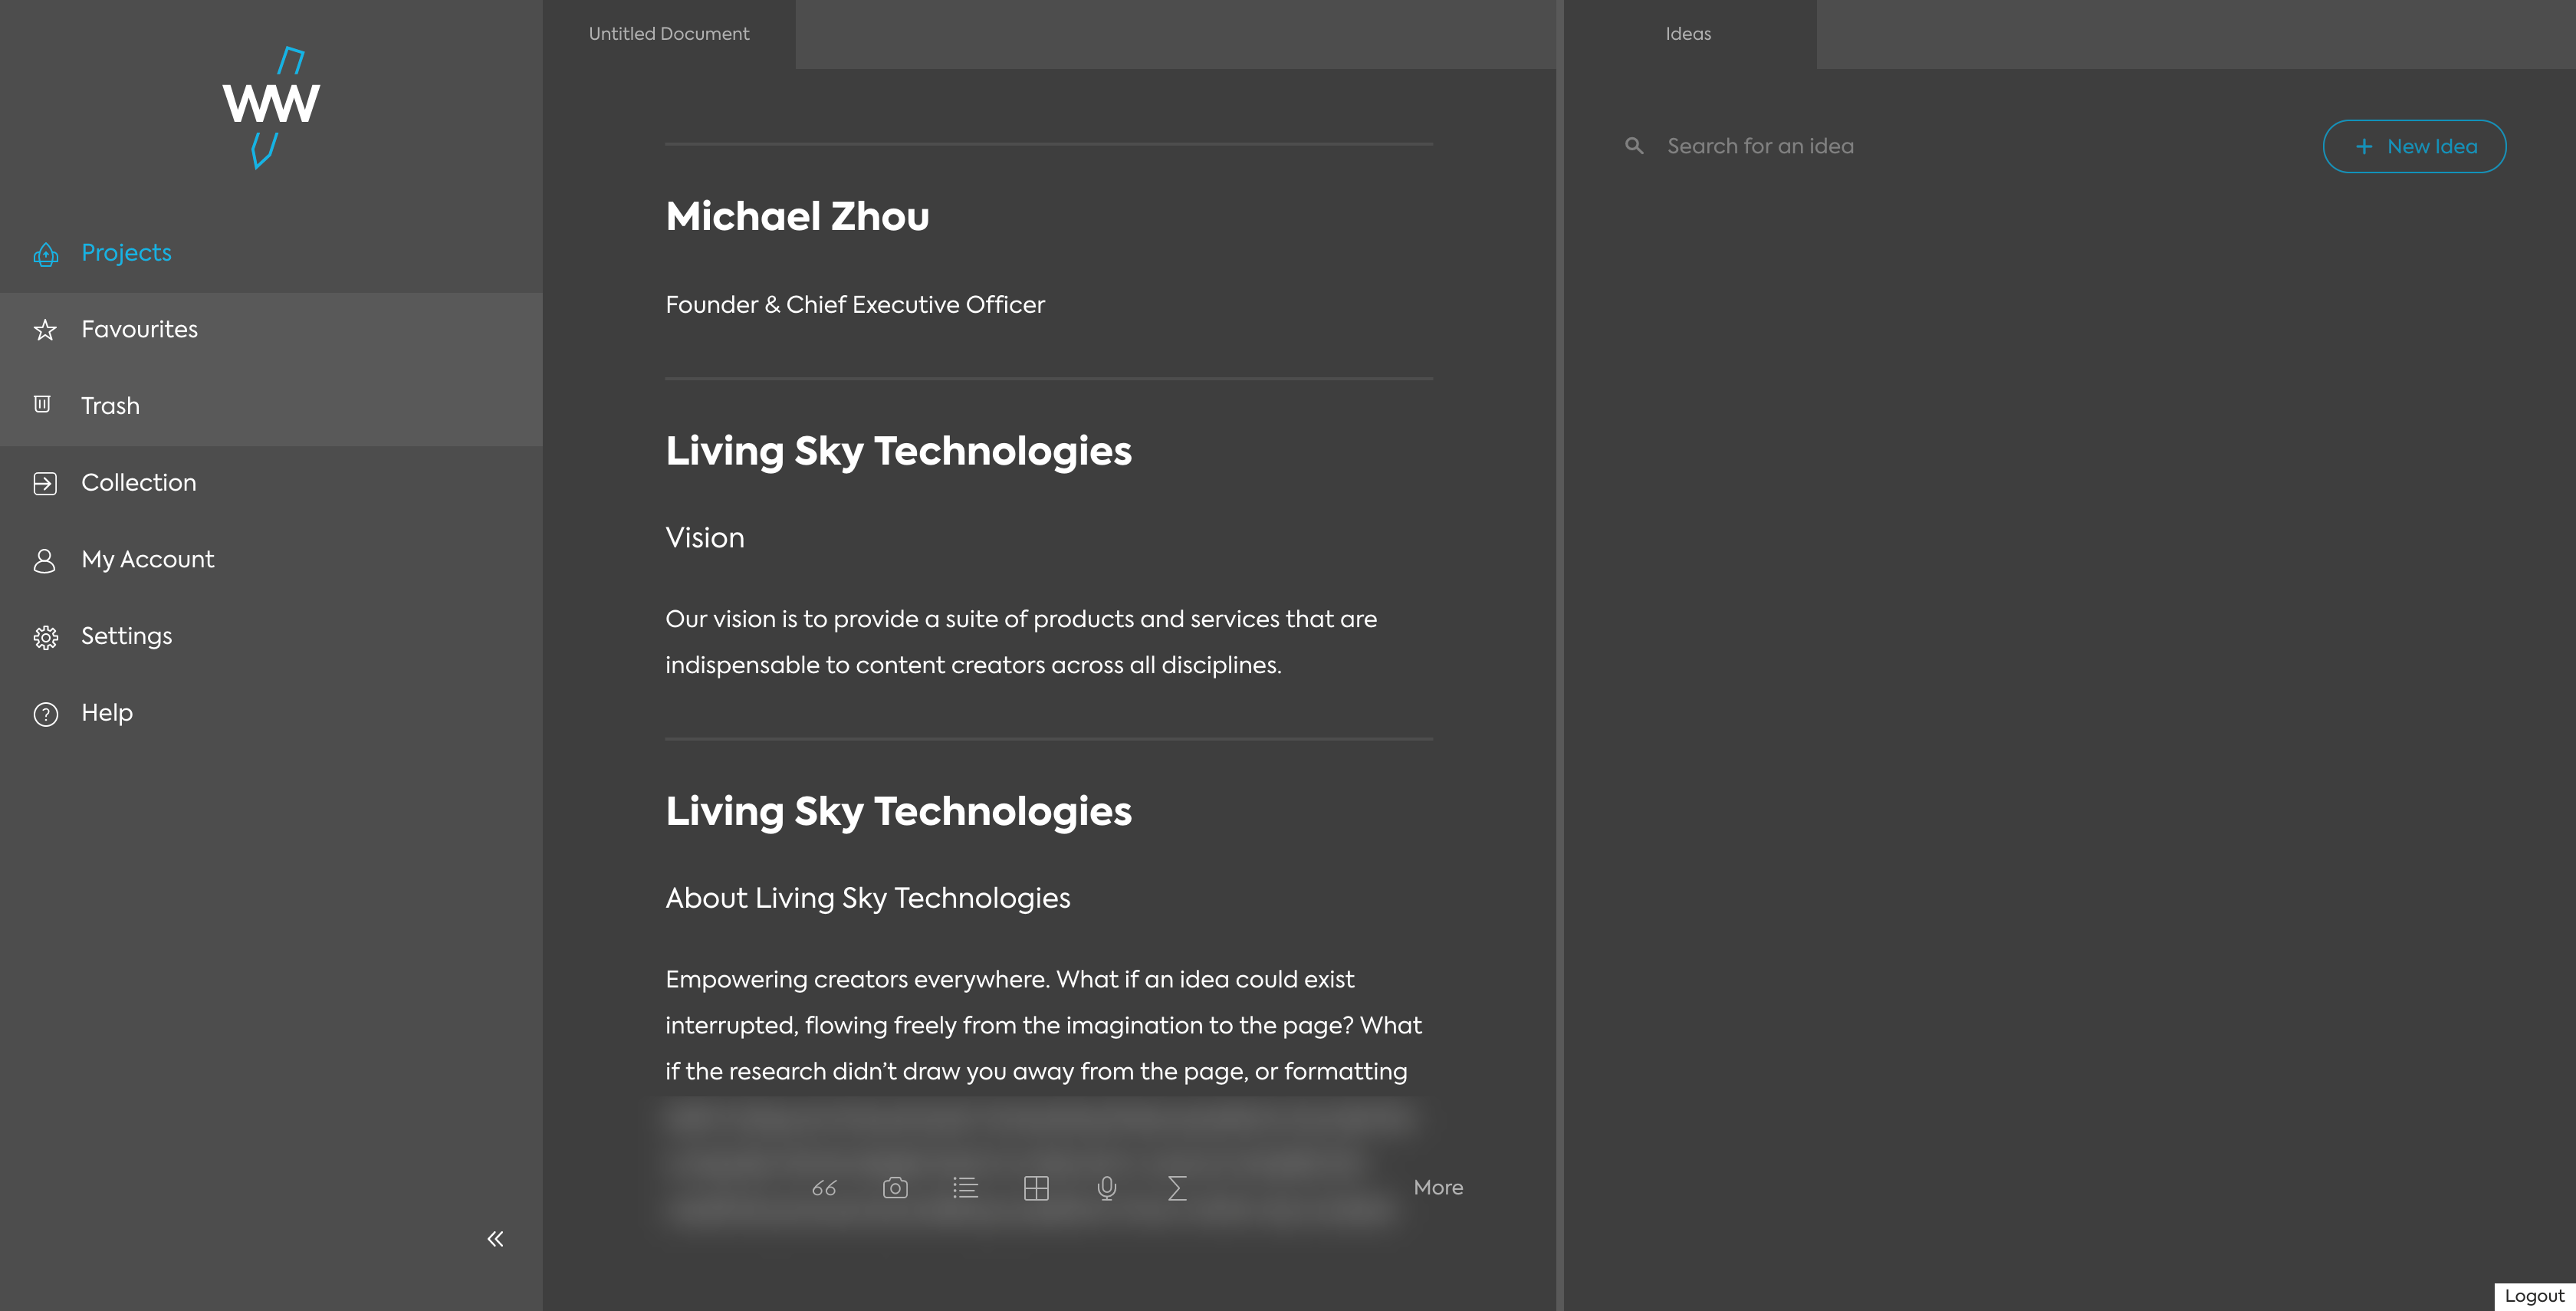 WW
Projects
Favourites
Trash
Collection
My Account
Settings
Help
Untitled Document
Michael Zhou
Founder & Chief Executive Officer
Living Sky Technologies
Vision
Our vision is to provide a suite of products and services that are
indispensable to content creators across all disciplines.
Living Sky Technologies
About Living Sky Technologies
Empowering creators everywhere. What if an idea could exist
interrupted, flowing freely from the imagination to the page? What
if the research didn’t draw you away from the page, or formatting
More
Ideas
Search for an idea
+ New Idea
Logout